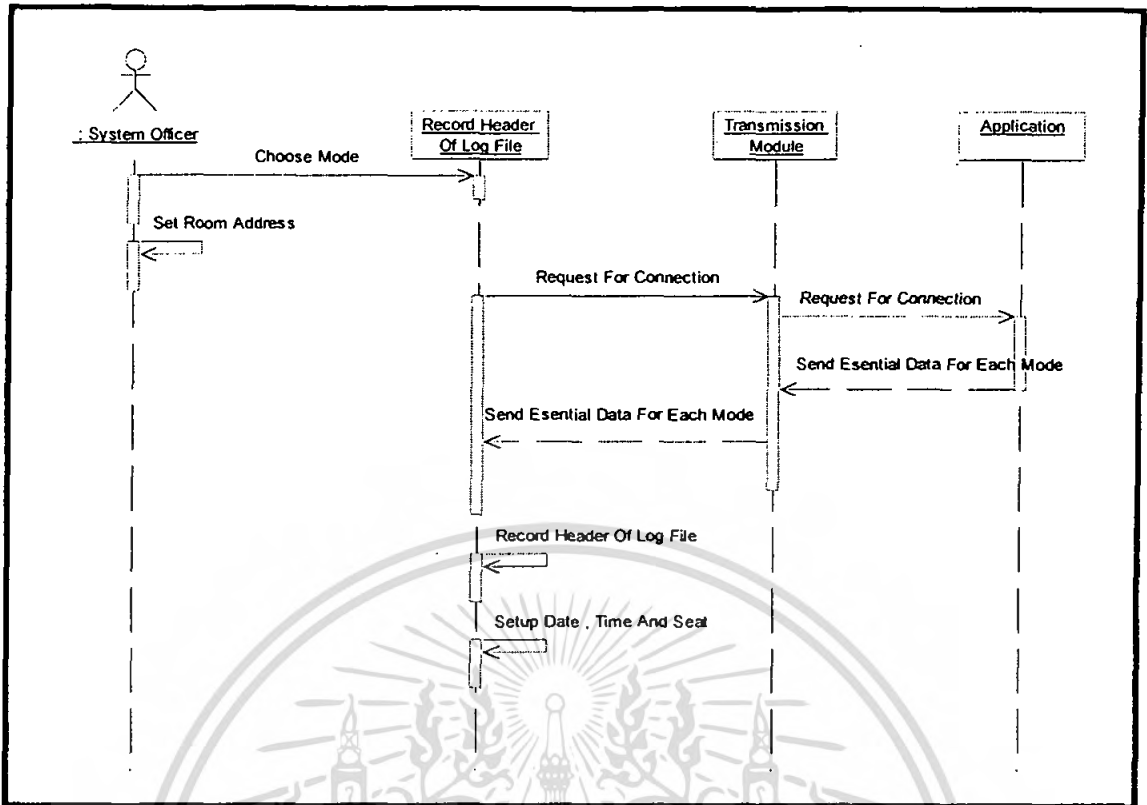 : System Officer
Record Header
Of Log File
Transmission
Module
Application
Choose Mode
Set Room Address
Request For Connection
Request For Connection
Send Esential Data For Each Mode
Send Esential Data For Each Mode
Record Header Of Log File
Setup Date , Time And Seat